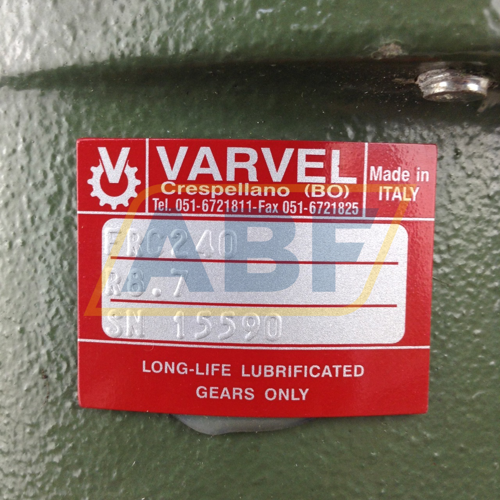 V
VARVEL
Crespellano (BO)
Tel. 051-6721811-Fax 051-6721825
Made in
ITALY
FRC240
R8.7
SN 15590
ABF
LONG-LIFE LUBRIFICATED
GEARS ONLY